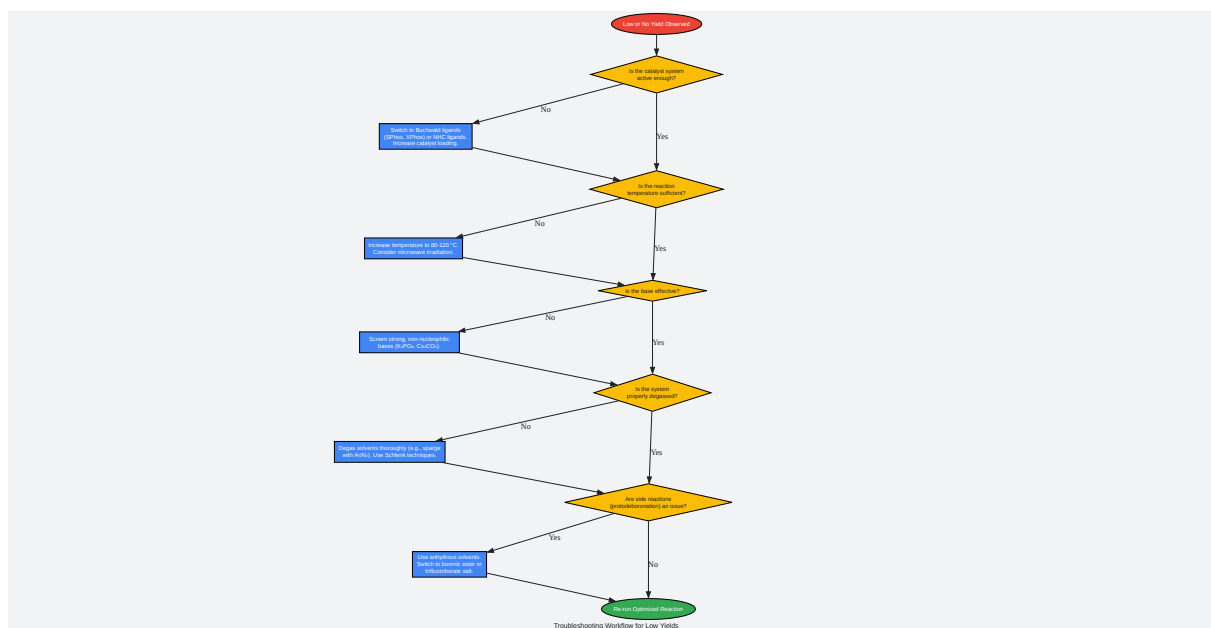 Low or No Yield Observed
Is the catalyst system
active enough?
No
Switch to Buchwald ligands
(SPhos, XPhos) or NHC ligands.
Increase catalyst loading.
Yes
Is the reaction
temperature sufficient?
No
Increase temperature to 80-120 °C.
Consider microwave irradiation.
Yes
Is the base effective?
No
Screen strong, non-nucleophilic
bases (K₃PO₄, Cs₂CO₃).
Yes
Is the system
properly degassed?
No
Degas solvents thoroughly (e.g., sparge
with Ar/N₂). Use Schlenk techniques.
Yes
Are side reactions
(protodeboronation) an issue?
Yes
Use anhydrous solvents.
Switch to boronic ester or
trifluoroborate salt.
No
Re-run Optimized Reaction
Troubleshooting Workflow for Low Yields